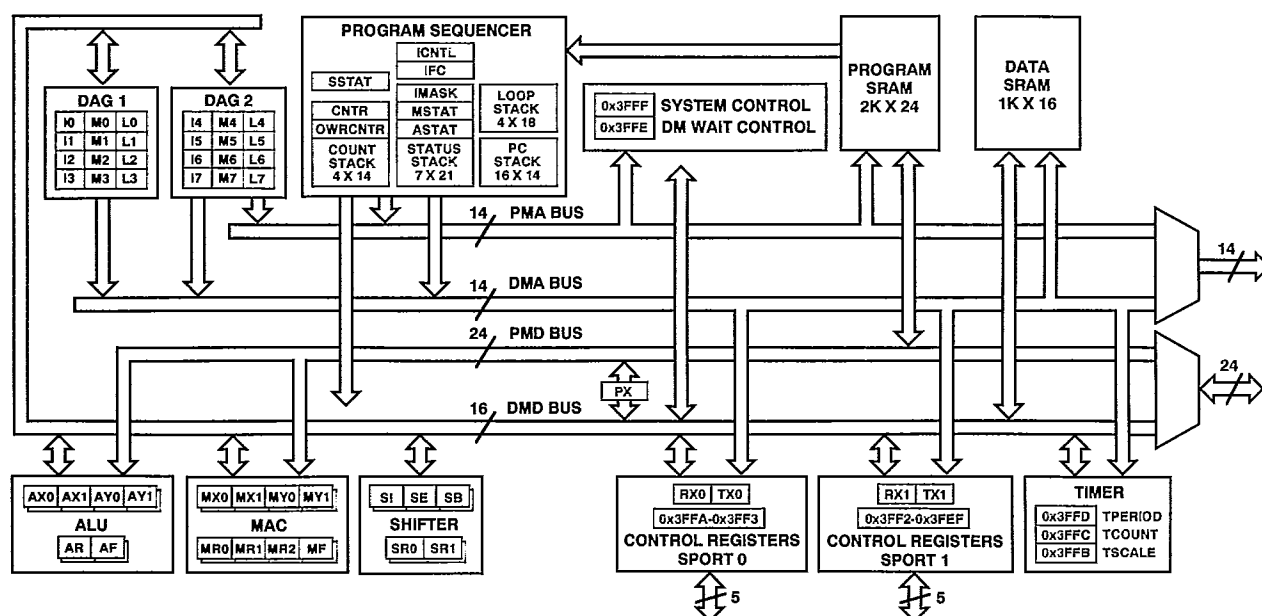 PROGRAM SEQUENCER
ICNTL
IFC
SSTAT
CNTR
OWRCNTR
COUNT
STACK
4 X 14
IMASK
MSTAT
ASTAT
STATUS
STACK
7 X 21
LOOP
STACK
4 X 18
PC
STACK
16 X 14
DAG 1
I0 M0 L0
I1 M1 L1
I2 M2 L2
I3 M3 L3
DAG 2
I4 M4 L4
I5 M5 L5
I6 M6 L6
I7 M7 L7
0x3FFF SYSTEM CONTROL
0x3FFE DM WAIT CONTROL
PROGRAM
SRAM
2K X 24
DATA
SRAM
1K X 16
14 PMA BUS
14
14 DMA BUS
24 PMD BUS
24
PX
16 DMD BUS
AX0 AX1 AY0 AY1
ALU
AR AF
MX0 MX1 MY0 MY1
MAC
MR0 MR1 MR2 MF
SI SE SB
SHIFTER
SR0 SR1
RX0 TX0
0x3FFA-0x3FF3
CONTROL REGISTERS
SPORT 0
5
RX1 TX1
0x3FF2-0x3FEF
CONTROL REGISTERS
SPORT 1
5
TIMER
0x3FFD TPERIOD
0x3FFC TCOUNT
0x3FFB TSCALE